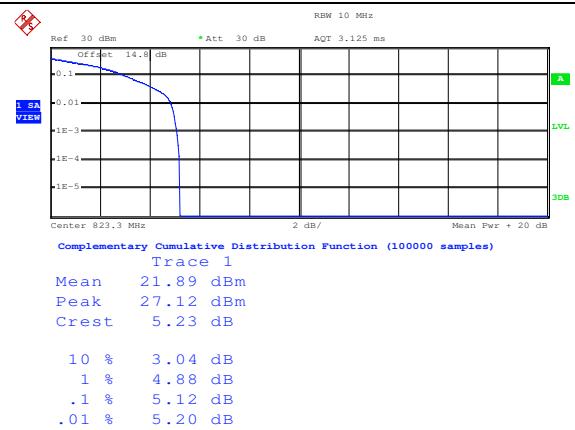 R S
RBW 10 MHz
Ref 30 dBm * Att 30 dB AQT 3.125 ms
Offset 14.8 dB
0.1
A
1 SA
VIEW
0.01
1E-3
LVL
1E-4
1E-5
3DB
Center 823.3 MHz 2 dB/ Mean Pwr + 20 dB
Complementary Cumulative Distribution Function (100000 samples)
Trace 1
Mean 21.89 dBm
Peak 27.12 dBm
Crest 5.23 dB
10 % 3.04 dB
1 % 4.88 dB
.1 % 5.12 dB
.01 % 5.20 dB